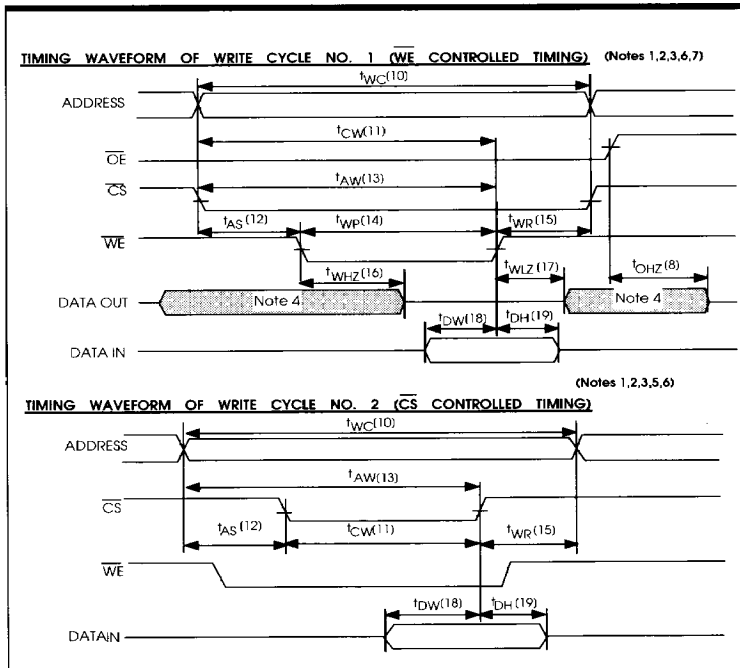 TIMING WAVEFORM OF WRITE CYCLE NO. 1 (WE CONTROLLED TIMING) (Notes 1,2,3,6,7)
tWC(10)
ADDRESS
tCW(11)
OE
tAW(13)
CS
tAS(12) tWP(14) tWR(15)
WE
tWHZ(16) tWLZ(17) tOHZ(8)
DATA OUT Note 4 Note 4
tDW(18) tDH(19)
DATA IN
(Notes 1,2,3,5,6)
TIMING WAVEFORM OF WRITE CYCLE NO. 2 (CS CONTROLLED TIMING)
tWC(10)
ADDRESS
tAW(13)
CS
tAS(12) tCW(11) tWR(15)
WE
tDW(18) tDH(19)
DATAIN